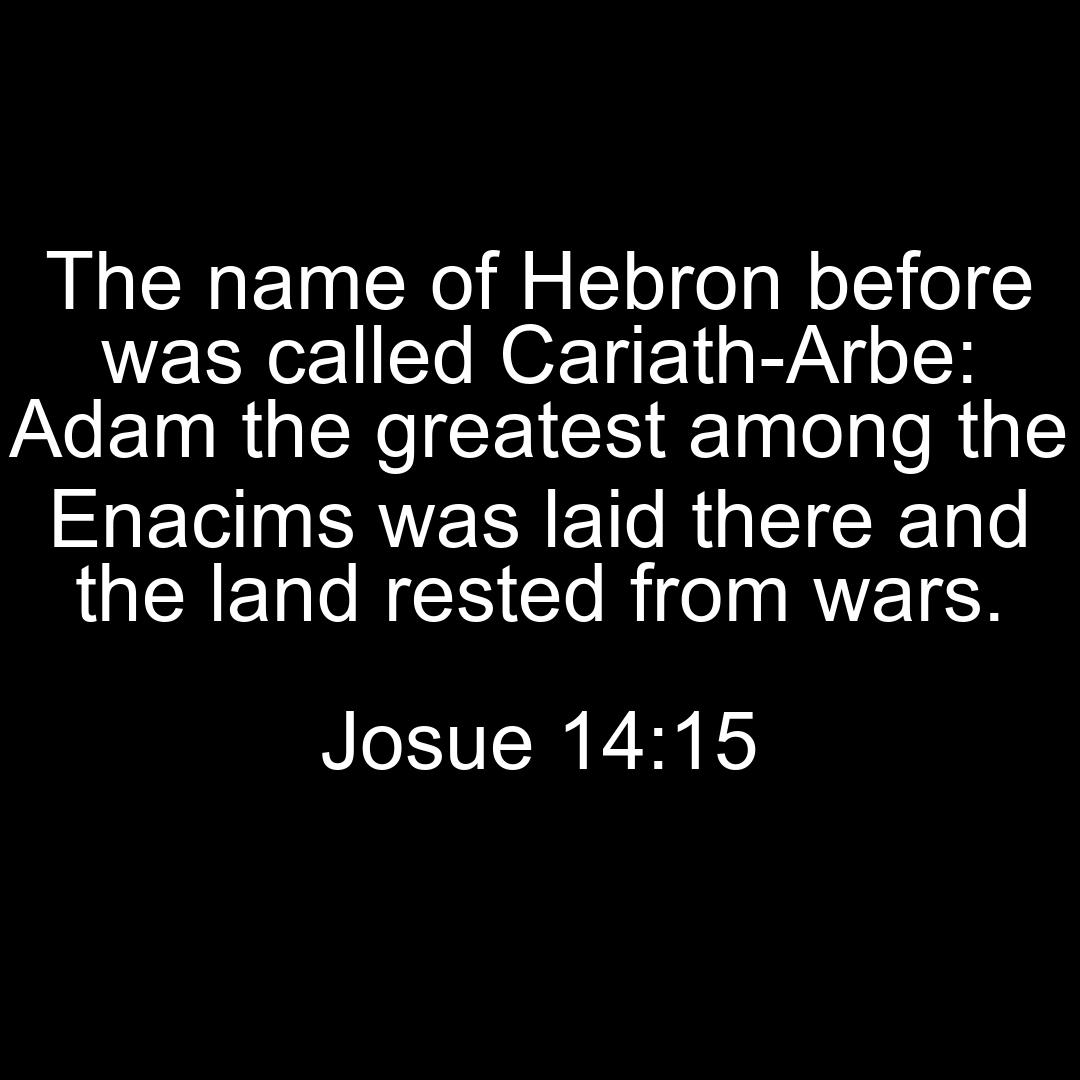 The name of Hebron before
was called Cariath-Arbe:
Adam the greatest among the
Enacims was laid there and
the land rested from wars.
Josue 14:15